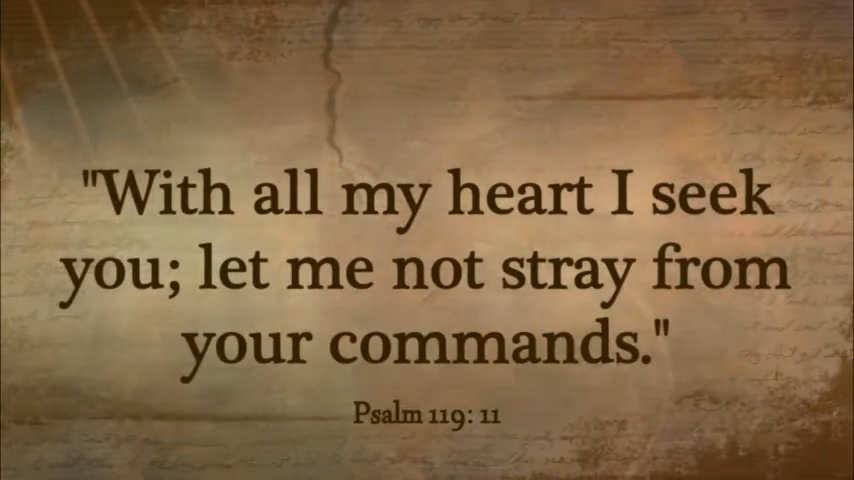 "With all my heart I seek
you; let me not stray from
your commands."
Psalm 119: 11